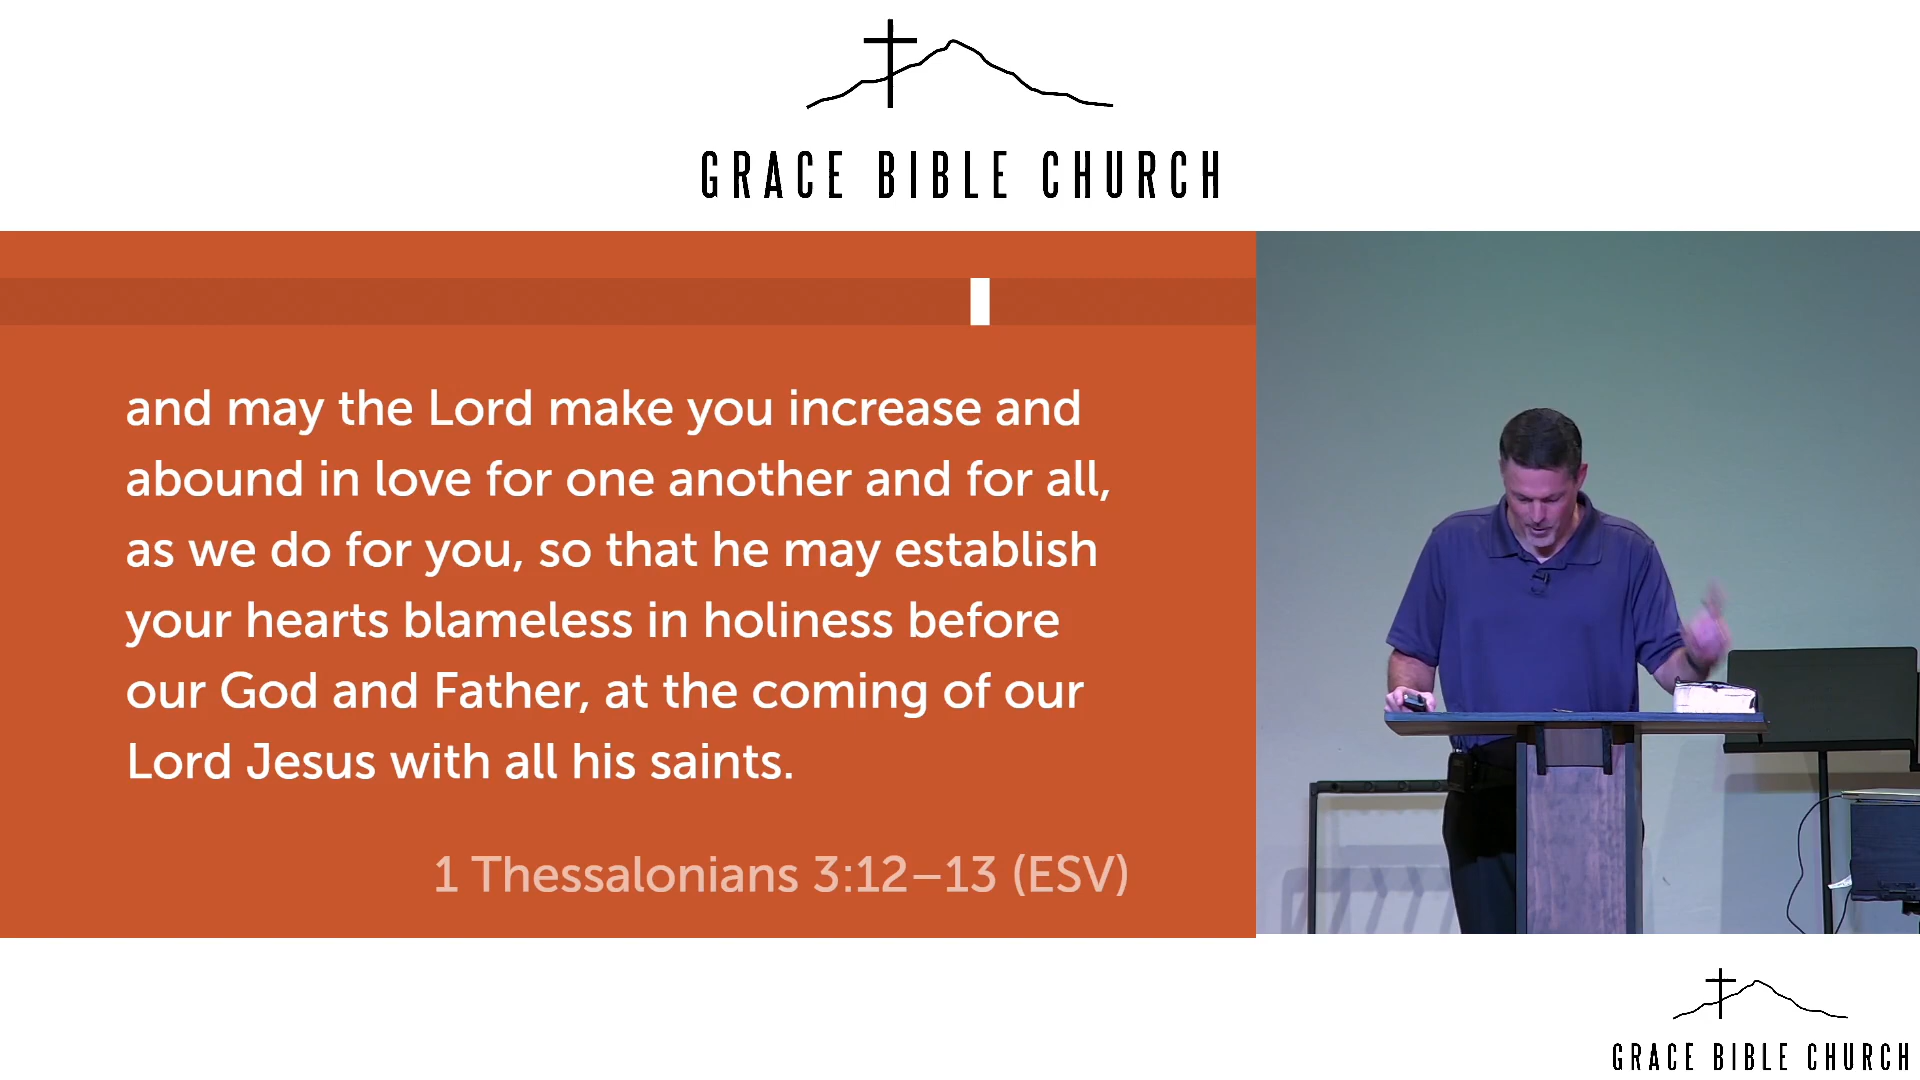 GRACE BIBLE CHURCH
and may the Lord make you increase and
abound in love for one another and for all,
as we do for you, so that he may establish
your hearts blameless in holiness before
our God and Father, at the coming of our
Lord Jesus with all his saints.
1 Thessalonians 3:12–13 (ESV)
GRACE BIBLE CHURCH